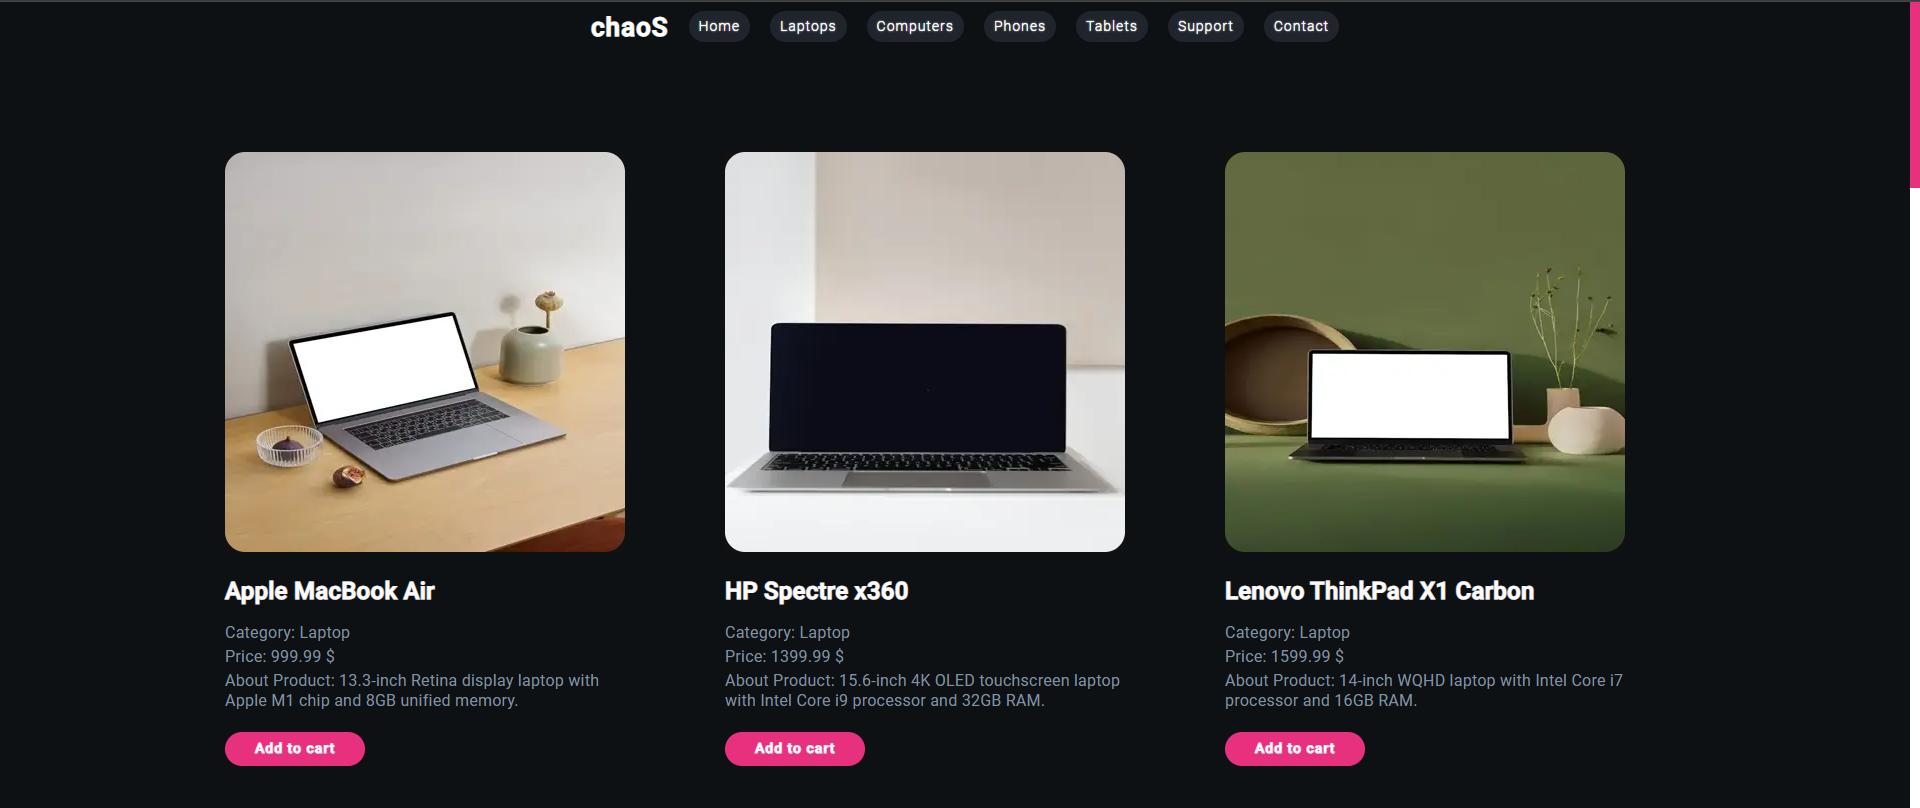 chaoS Home Laptops Computers Phones Tablets Support Contact
Apple MacBook Air
Category: Laptop
Price: 999.99 $
About Product: 13.3-inch Retina display laptop with
Apple M1 chip and 8GB unified memory.
Add to cart
HP Spectre x360
Category: Laptop
Price: 1399.99 $
About Product: 15.6-inch 4K OLED touchscreen laptop
with Intel Core i9 processor and 32GB RAM.
Add to cart
Lenovo ThinkPad X1 Carbon
Category: Laptop
Price: 1599.99 $
About Product: 14-inch WQHD laptop with Intel Core i7
processor and 16GB RAM.
Add to cart